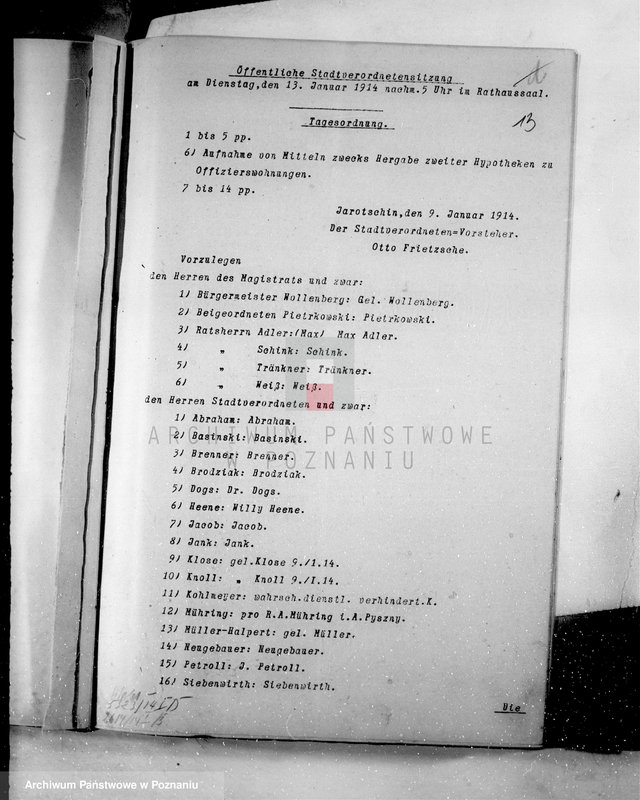 Öffentliche Stadtverordnetensitzung
am Dienstag,den 13. Januar 1914 nachm.5 Uhr im Rathaussaal.
13
Tagesordnung.
1 bis 5 pp.
6) Aufnahme von Mitteln zwecks Hergabe zweiter Hypotheken zu
Offizierswohnungen.
7 bis 14 pp.
Jarotschin,den 9. Januar 1914.
Der Stadtverordneten=Vorsteher.
Otto Frietzsche.
Vorzulegen
den Herren des Magistrats und zwar:
1) Bürgermeister Wollenberg: Gel. Wollenberg.
2) Beigeordneten Pietrkowski: Pietrkowski.
3) Ratsherrn Adler:(Max) Max Adler.
4) " Schink: Schink.
5) " Tränkner: Tränkner.
6) " Weiß: Weiß.
den Herren Stadtverordneten und zwar:
1) Abraham: Abraham.
ARCHIWUM PAŃSTWOWE
2) Basinski: Basinski.
3) Brenner: Brenner.
W POZNANIU
4) Brodziak: Brodziak.
5) Dogs: Dr. Dogs.
6) Heene: Willy Heene.
7) Jacob: Jacob.
8) Jank: Jank.
9) Klose: gel.Klose 9./1.14.
10) Knoll: " Knoll 9./I.14.
11) Kohlmeyer: wahrsch.dienstl. verhindert.K.
12) Mühring: pro R.A.Mühring i.A.Pyszny.
13) Müller-Halpert: gel. Müller.
14) Neugebauer: Neugebauer.
15) Petroll: J. Petroll.
16) Siebenwirth: Siebenwirth.
Die
Archiwum Państwowe w Poznaniu